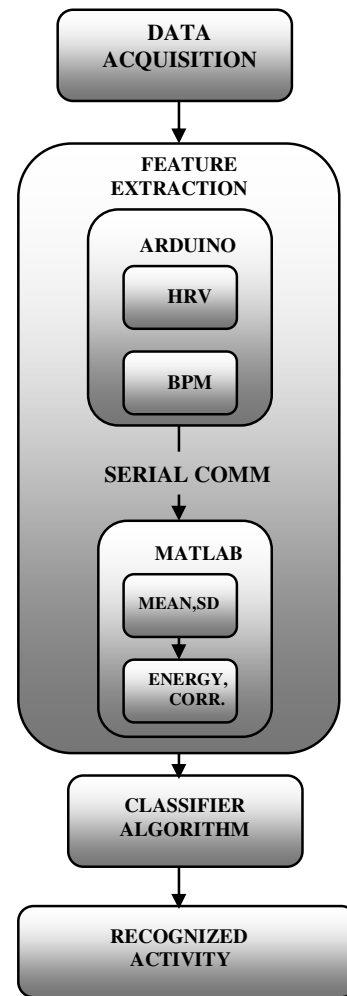 DATA
ACQUISITION
FEATURE
EXTRACTION
ARDUINO
HRV
BPM
SERIAL COMM
MATLAB
MEAN,SD
ENERGY,
CORR.
CLASSIFIER
ALGORITHM
RECOGNIZED
ACTIVITY